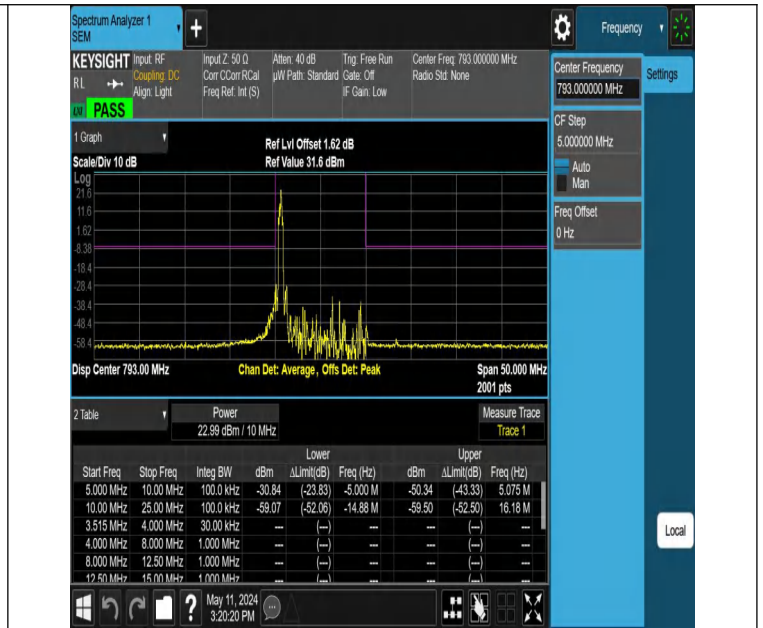 Spectrum Analyzer 1
SEM
Frequency
KEYSIGHT
RL
PASS
Input: RF
Coupling: DC
Align: Light
Input Z: 50 Ω
Corr CCorr RCal
Freq Ref: Int (S)
Atten: 40 dB
µW Path: Standard
Trig: Free Run
Gate: Off
IF Gain: Low
Center Freq: 793.000000 MHz
Radio Std: None
Center Frequency
793.000000 MHz
Settings
CF Step
5.000000 MHz
Auto
Man
Freq Offset
0 Hz
1 Graph
Scale/Div 10 dB
Ref Lvl Offset 1.62 dB
Ref Value 31.6 dBm
Log
21.6
11.6
1.62
-8.38
-18.4
-28.4
-38.4
-48.4
-58.4
Disp Center 793.00 MHz
Chan Det: Average, Offs Det: Peak
Span 50.000 MHz
2001 pts
2 Table
Power
22.99 dBm / 10 MHz
Measure Trace
Trace 1
Lower Upper
Start Freq Stop Freq Integ BW dBm ΔLimit(dB) Freq (Hz) dBm ΔLimit(dB) Freq (Hz)
5.000 MHz 10.00 MHz 100.0 kHz -30.84 (-23.83) -5.000 M -50.34 (-43.33) 5.075 M
10.00 MHz 25.00 MHz 100.0 kHz -59.07 (-52.06) -14.88 M -59.50 (-52.50) 16.18 M
3.515 MHz 4.000 MHz 30.00 kHz --- (---) --- --- (---) ---
4.000 MHz 8.000 MHz 1.000 MHz --- (---) --- --- (---) ---
8.000 MHz 12.50 MHz 1.000 MHz --- (---) --- --- (---) ---
12.50 MHz 15.00 MHz 1.000 MHz --- (---) --- --- (---) ---
Local
?
May 11, 2024
3:20:20 PM